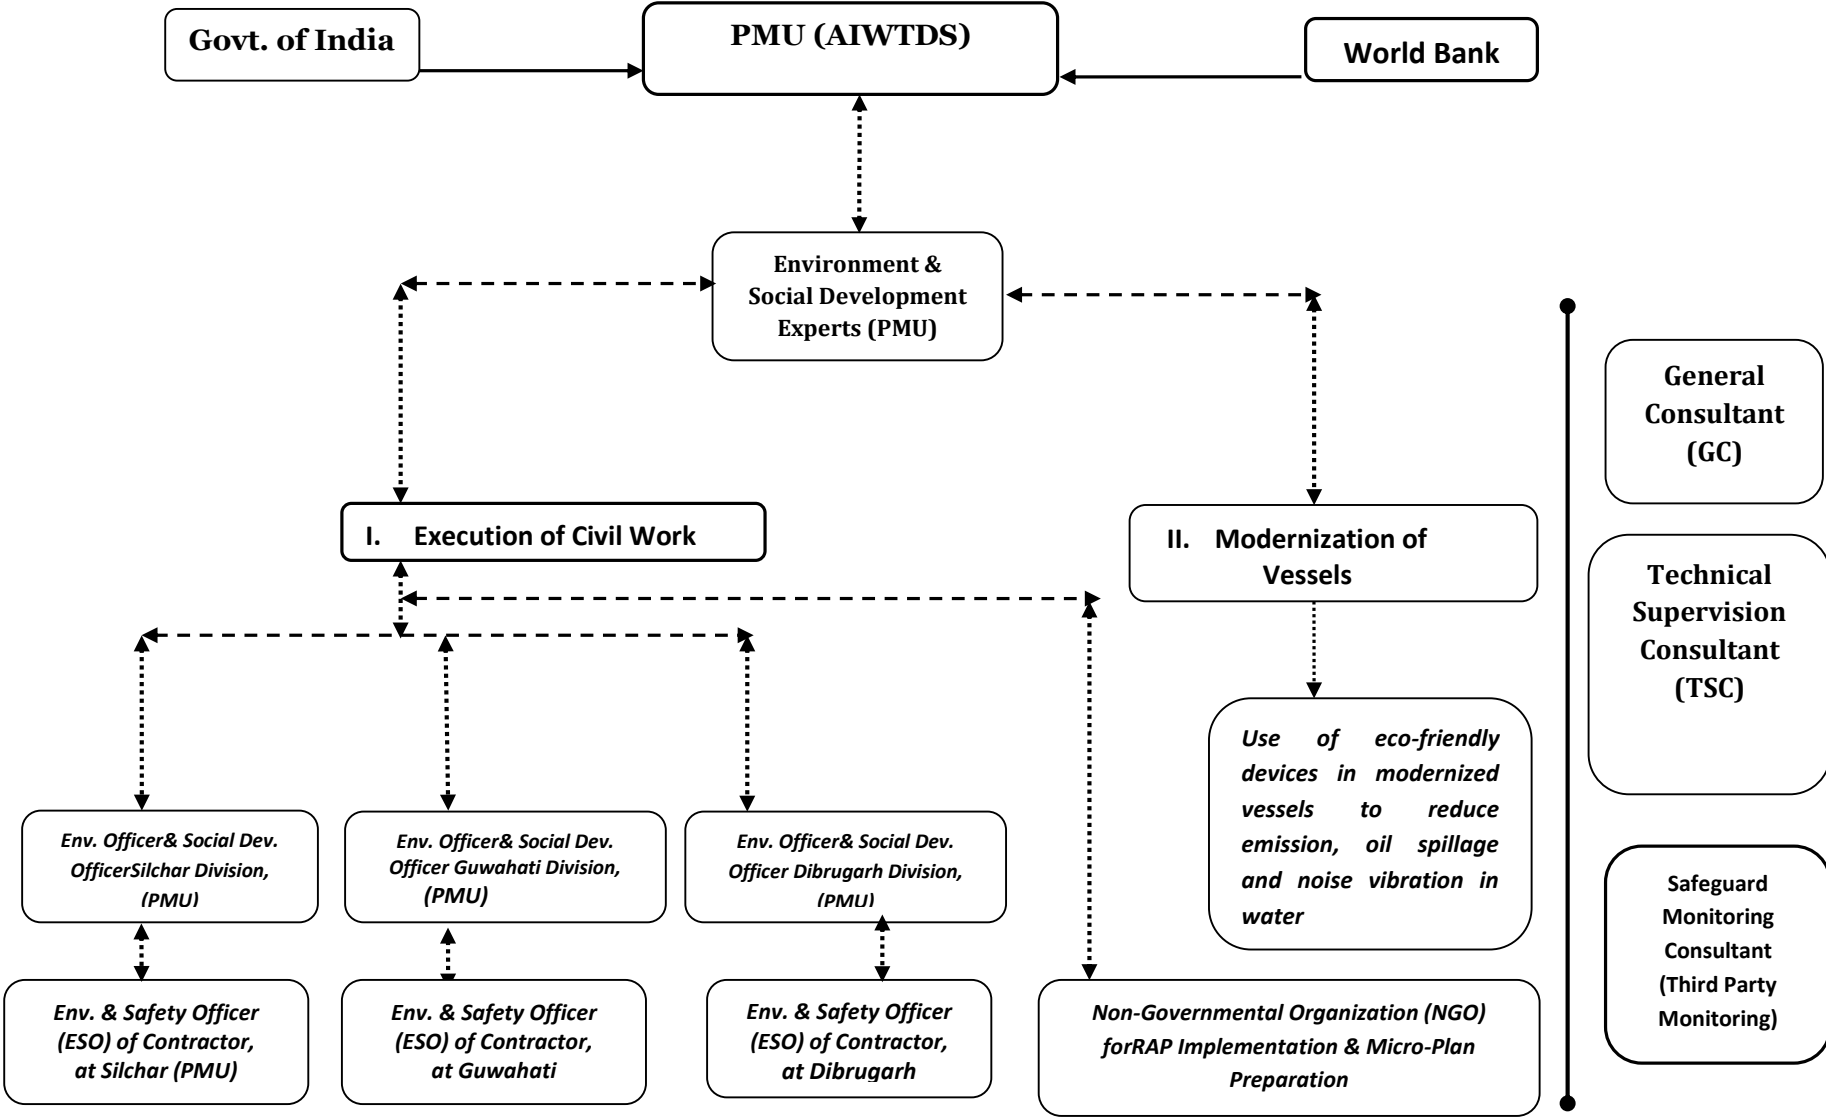 Govt. of India
PMU (AIWTDS)
World Bank
Environment &
Social Development
Experts (PMU)
General
Consultant
(GC)
I. Execution of Civil Work
II. Modernization of
Vessels
Technical
Supervision
Consultant
(TSC)
Use of eco-friendly
devices in modernized
vessels to reduce
emission, oil spillage
and noise vibration in
water
Env. Officer& Social Dev.
OfficerSilchar Division,
(PMU)
Env. Officer& Social Dev.
Officer Guwahati Division,
(PMU)
Env. Officer& Social Dev.
Officer Dibrugarh Division,
(PMU)
Safeguard
Monitoring
Consultant
(Third Party
Monitoring)
Env. & Safety Officer
(ESO) of Contractor,
at Silchar (PMU)
Env. & Safety Officer
(ESO) of Contractor,
at Guwahati
Env. & Safety Officer
(ESO) of Contractor,
at Dibrugarh
Non-Governmental Organization (NGO)
forRAP Implementation & Micro-Plan
Preparation